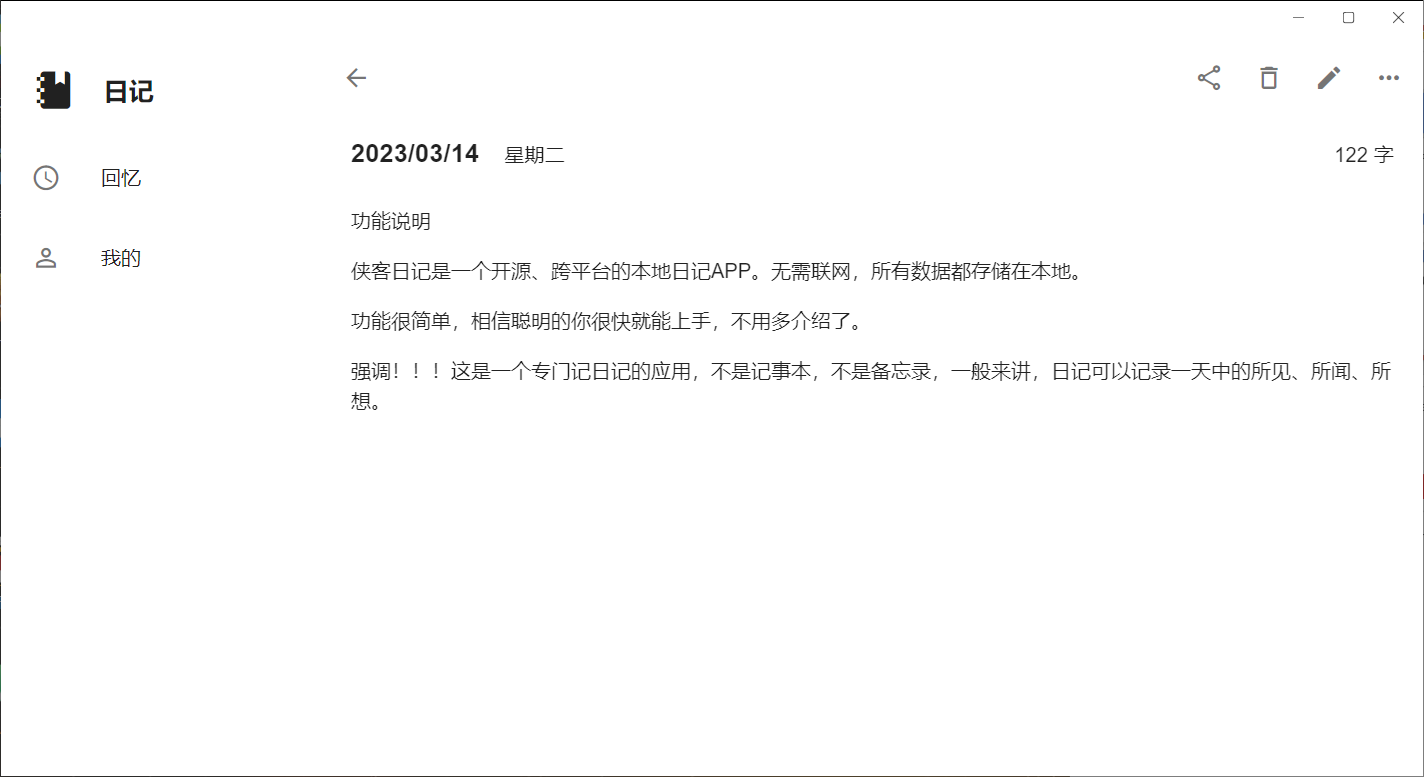 日记
回忆
我的
2023/03/14 星期二 122 字
功能说明
侠客日记是一个开源、跨平台的本地日记APP。无需联网，所有数据都存储在本地。
功能很简单，相信聪明的你很快就能上手，不用多介绍了。
强调！！！这是一个专门记日记的应用，不是记事本，不是备忘录，一般来讲，日记可以记录一天中的所见、所闻、所
想。